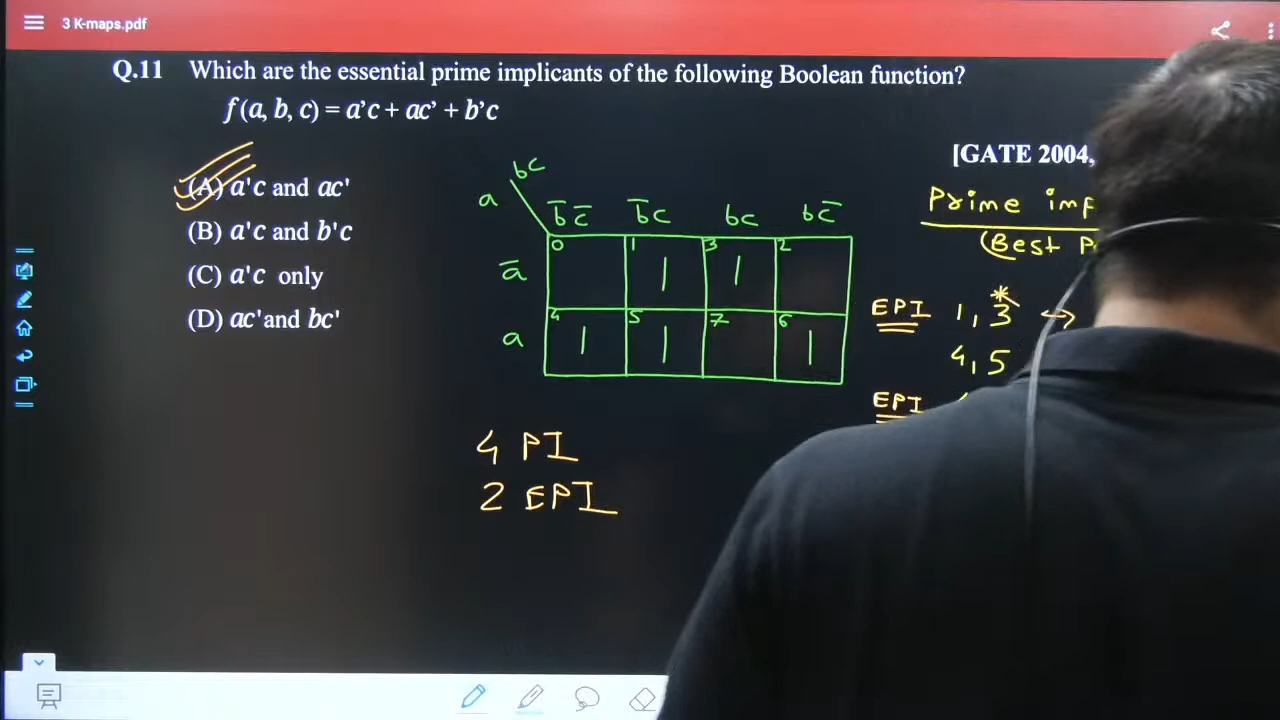 3 K-maps.pdf
Q.11 Which are the essential prime implicants of the following Boolean function?
f(a, b, c) = a’c + ac’ + b’c
[GATE 2004,
(A) a'c and ac'
(B) a'c and b'c
(C) a'c only
(D) ac' and bc'
bc
a
b̅c̅ b̅c bc bc̅
a̅ 0 1 1 3 1 2
a 4 1 5 1 7 6 1
Prime imp
(Best P
EPI 1, 3* ↔
4, 5
EPI
4 PI
2 EPI